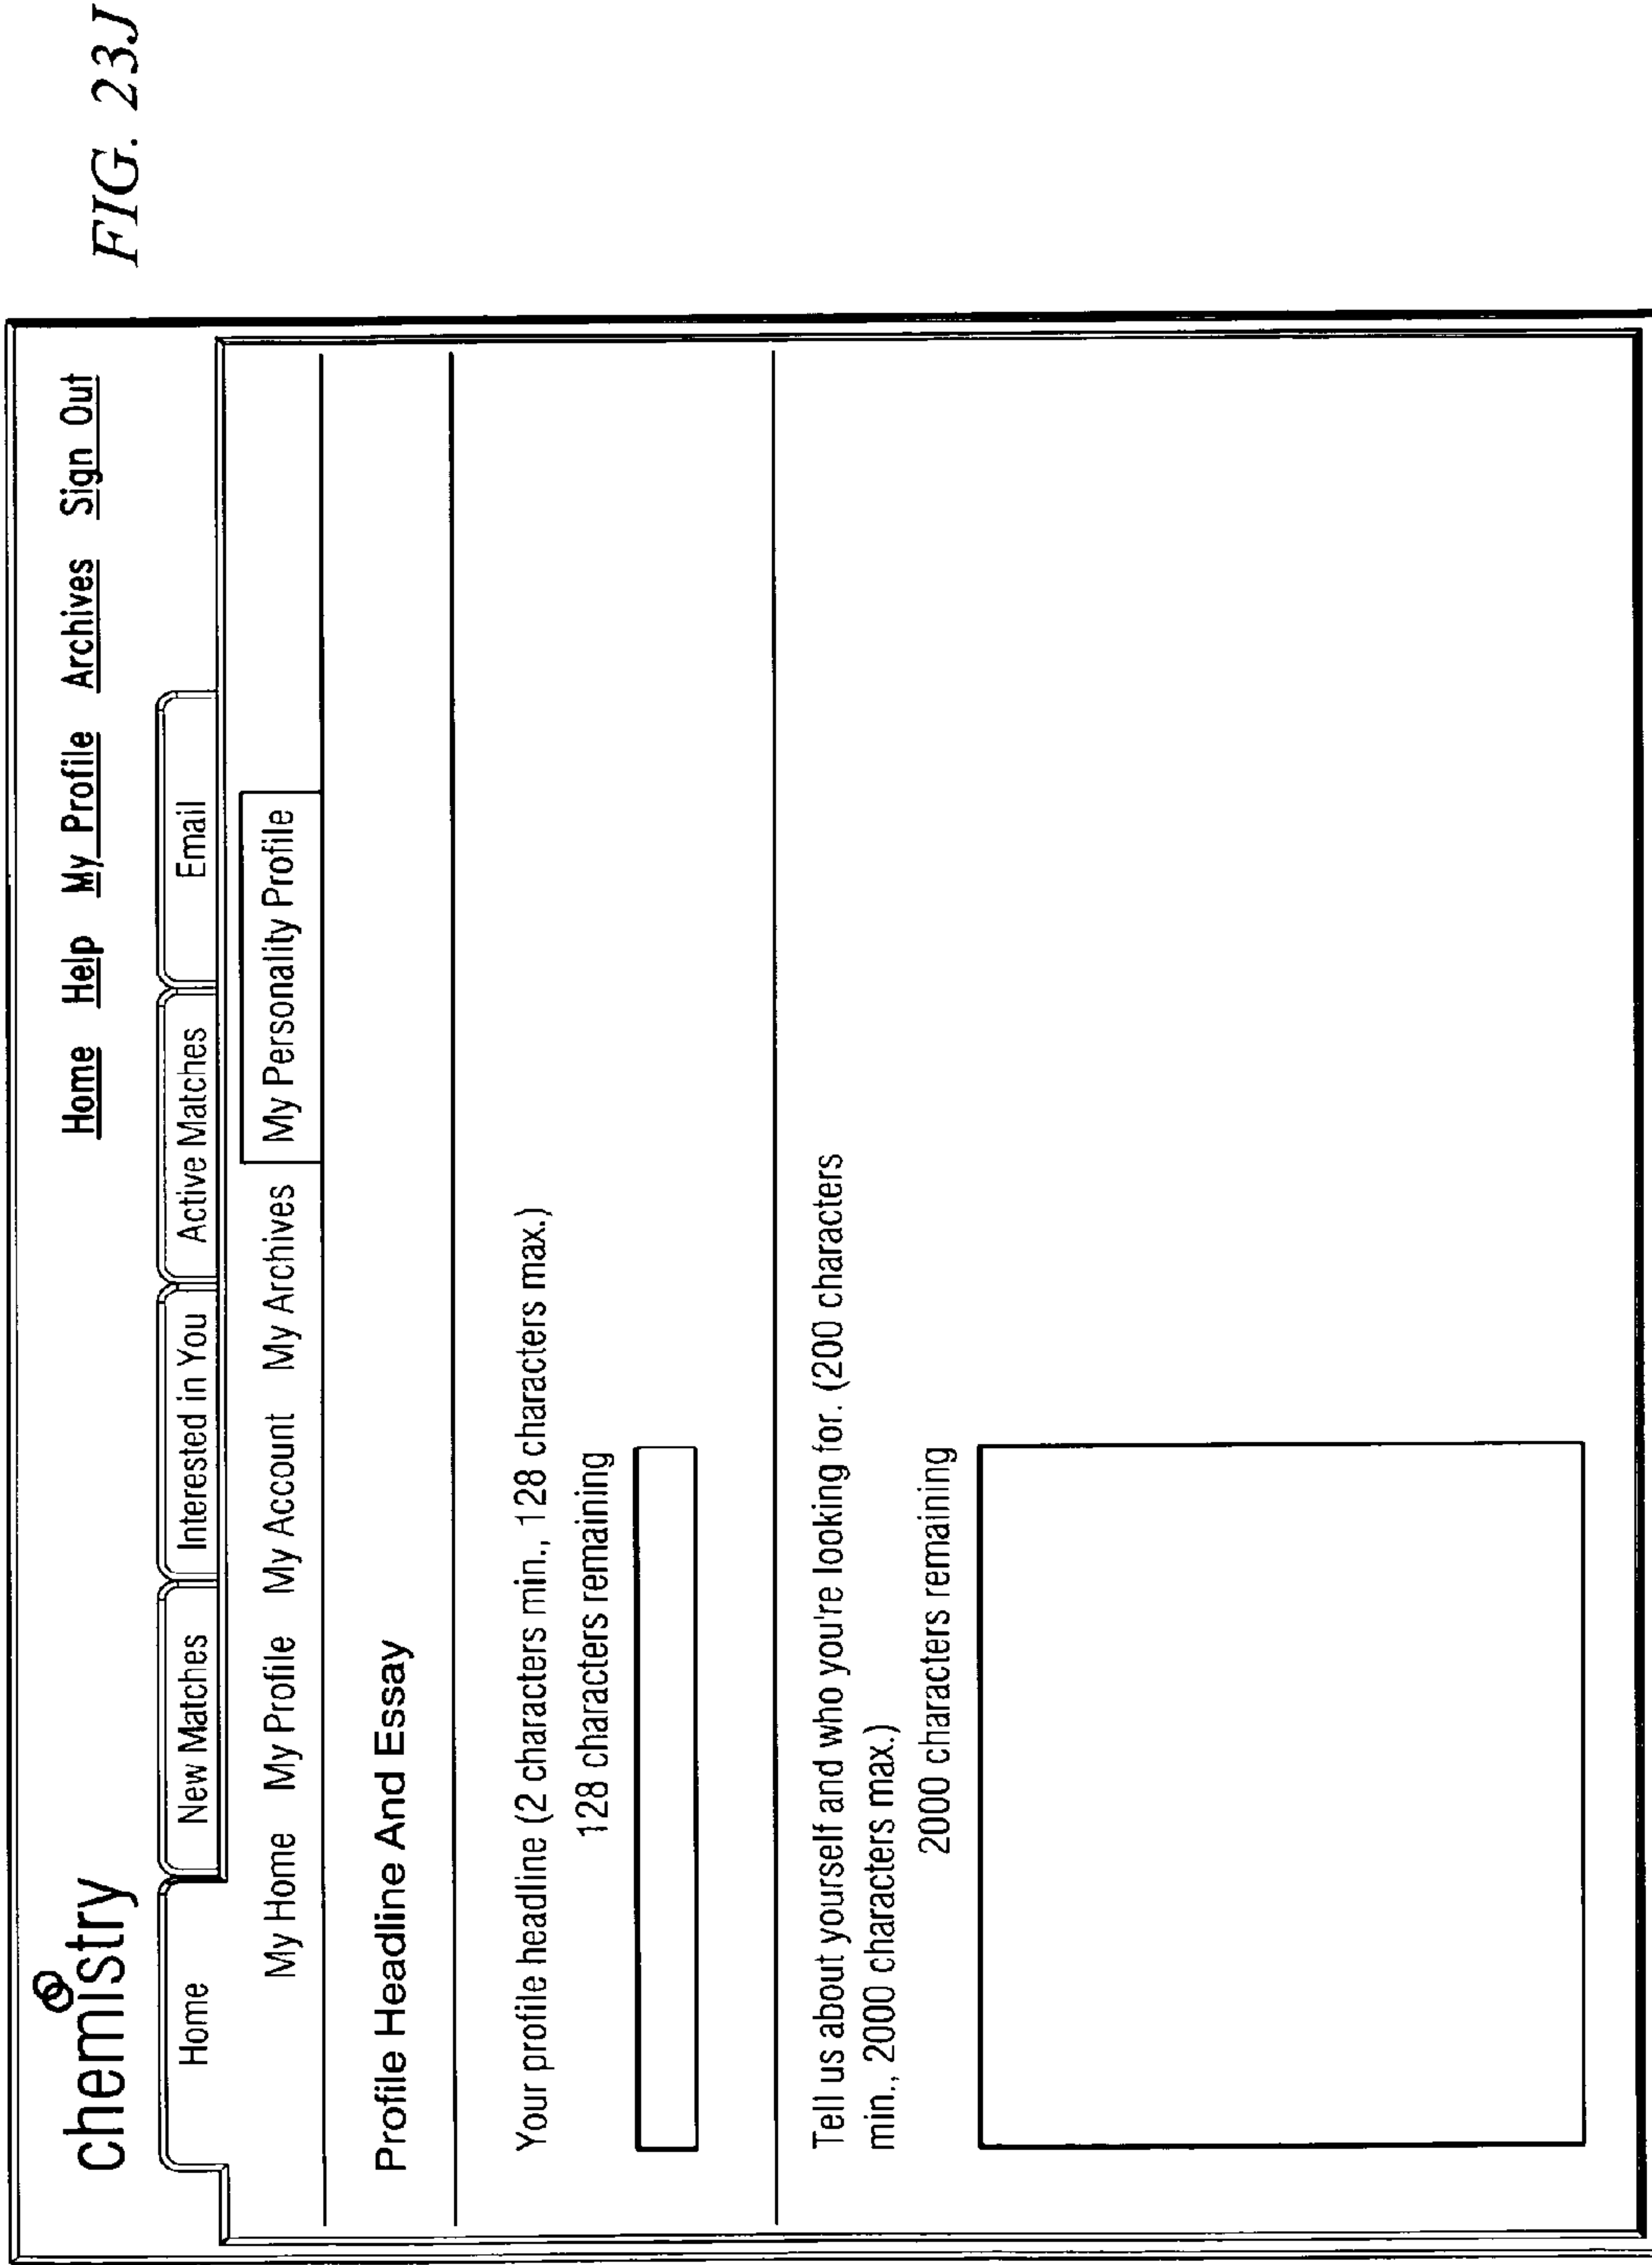 FIG. 23J
chemistry
Home Help My Profile Archives Sign Out
Home New Matches Interested in You Active Matches Email
My Home My Profile My Account My Archives My Personality Profile
Profile Headline And Essay
Your profile headline (2 characters min., 128 characters max.)
128 characters remaining
Tell us about yourself and who you're looking for. (200 characters
min., 2000 characters max.)
2000 characters remaining